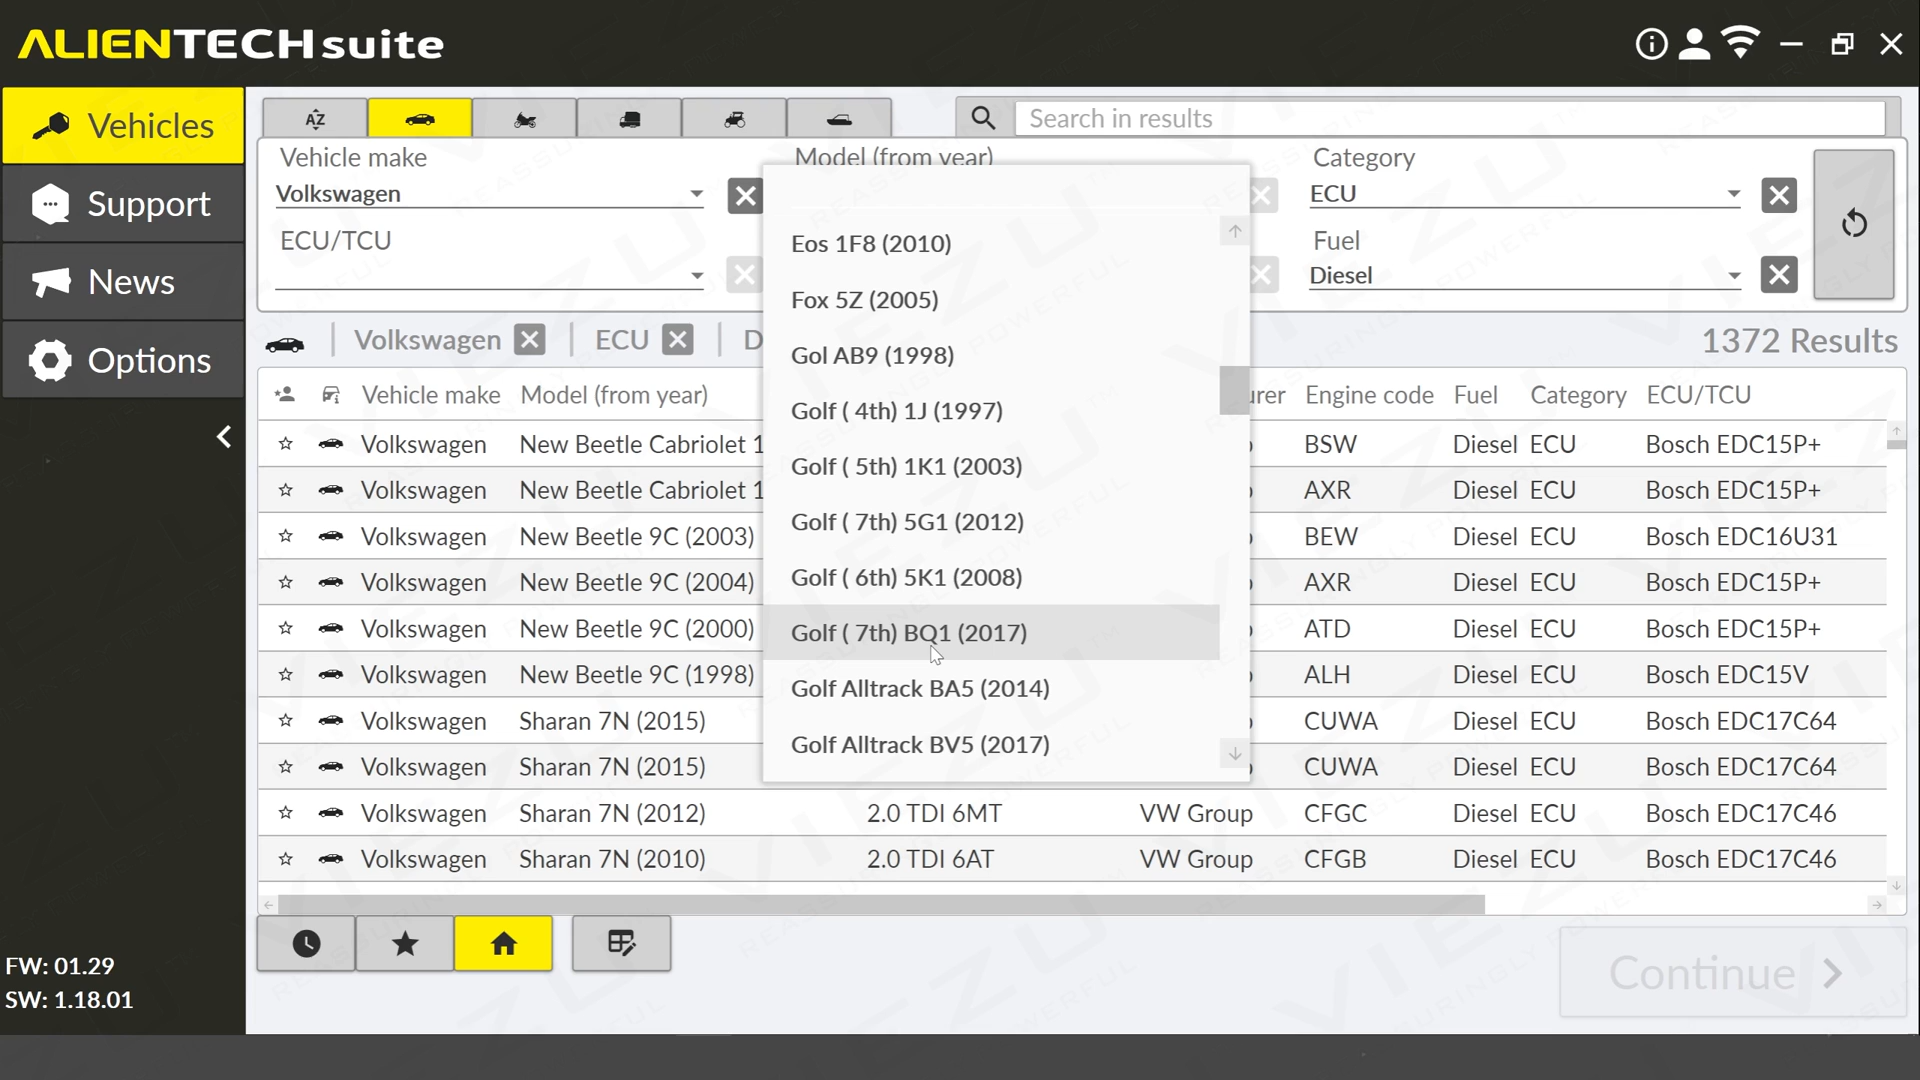 ALIENTECH suite
Vehicles
Support
News
Options
FW: 01.29
SW: 1.18.01
AZ
Search in results
Vehicle make
Volkswagen
Model (from year)
Category
ECU
ECU/TCU
Fuel
Diesel
Eos 1F8 (2010)
Fox 5Z (2005)
Gol AB9 (1998)
Golf ( 4th) 1J (1997)
Golf ( 5th) 1K1 (2003)
Golf ( 7th) 5G1 (2012)
Golf ( 6th) 5K1 (2008)
Golf ( 7th) BQ1 (2017)
Golf Alltrack BA5 (2014)
Golf Alltrack BV5 (2017)
Volkswagen ECU D 1372 Results
Vehicle make Model (from year) urer Engine code Fuel Category ECU/TCU
Volkswagen New Beetle Cabriolet 1 BSW Diesel ECU Bosch EDC15P+
Volkswagen New Beetle Cabriolet 1 AXR Diesel ECU Bosch EDC15P+
Volkswagen New Beetle 9C (2003) BEW Diesel ECU Bosch EDC16U31
Volkswagen New Beetle 9C (2004) AXR Diesel ECU Bosch EDC15P+
Volkswagen New Beetle 9C (2000) ATD Diesel ECU Bosch EDC15P+
Volkswagen New Beetle 9C (1998) ALH Diesel ECU Bosch EDC15V
Volkswagen Sharan 7N (2015) CUWA Diesel ECU Bosch EDC17C64
Volkswagen Sharan 7N (2015) CUWA Diesel ECU Bosch EDC17C64
Volkswagen Sharan 7N (2012) 2.0 TDI 6MT VW Group CFGC Diesel ECU Bosch EDC17C46
Volkswagen Sharan 7N (2010) 2.0 TDI 6AT VW Group CFGB Diesel ECU Bosch EDC17C46
Continue
VIEZU™
REASSURINGLY POWERFUL